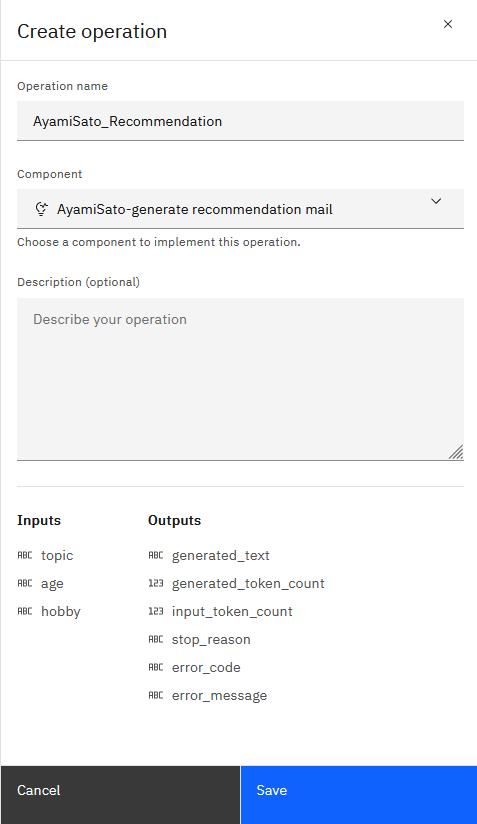 Create operation
Operation name
AyamiSato_Recommendation
Component
AyamiSato-generate recommendation mail
Choose a component to implement this operation.
Description (optional)
Describe your operation
Inputs
ABC topic
ABC age
ABC hobby
Outputs
ABC generated_text
123 generated_token_count
123 input_token_count
ABC stop_reason
ABC error_code
ABC error_message
Cancel
Save